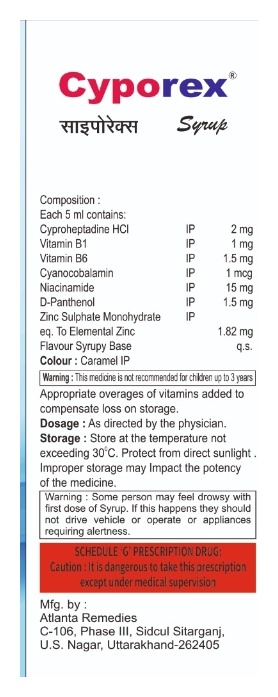 Cyporex®
साइपोरेक्स Syrup
Composition :
Each 5 ml contains:
Cyproheptadine HCl IP 2 mg
Vitamin B1 IP 1 mg
Vitamin B6 IP 1.5 mg
Cyanocobalamin IP 1 mcg
Niacinamide IP 15 mg
D-Panthenol IP 1.5 mg
Zinc Sulphate Monohydrate IP
eq. To Elemental Zinc 1.82 mg
Flavour Syrupy Base q.s.
Colour : Caramel IP
Warning : This medicine is not recommended for children up to 3 years
Appropriate overages of vitamins added to
compensate loss on storage.
Dosage : As directed by the physician.
Storage : Store at the temperature not
exceeding 30°C. Protect from direct sunlight .
Improper storage may Impact the potency
of the medicine.
Warning : Some person may feel drowsy with
first dose of Syrup. If this happens they should
not drive vehicle or operate or appliances
requiring alertness.
SCHEDULE 'G' PRESCRIPTION DRUG:
Caution : It is dangerous to take this prescription
except under medical supervision
Mfg. by :
Atlanta Remedies
C-106, Phase III, Sidcul Sitarganj,
U.S. Nagar, Uttarakhand-262405